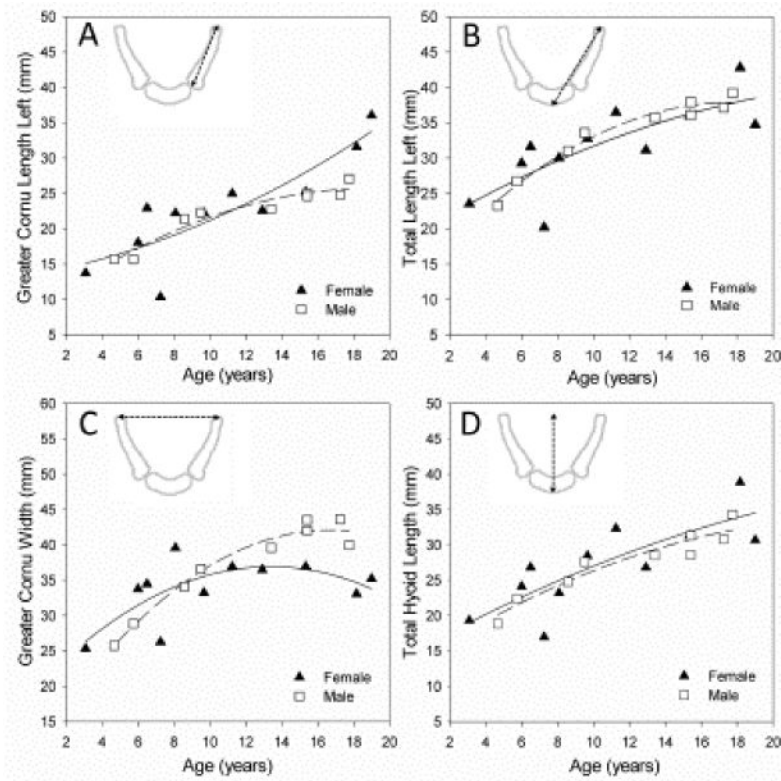 A
Greater Cornu Length Left (mm)
50
45
40
35
30
25
20
15
10
5
2 4 6 8 10 12 14 16 18 20
Age (years)
Female
Male
B
Total Length Left (mm)
50
45
40
35
30
25
20
15
10
5
2 4 6 8 10 12 14 16 18 20
Age (years)
Female
Male
C
Greater Cornu Width (mm)
60
55
50
45
40
35
30
25
20
15
2 4 6 8 10 12 14 16 18 20
Age (years)
Female
Male
D
Total Hyoid Length (mm)
50
45
40
35
30
25
20
15
10
5
2 4 6 8 10 12 14 16 18 20
Age (years)
Female
Male